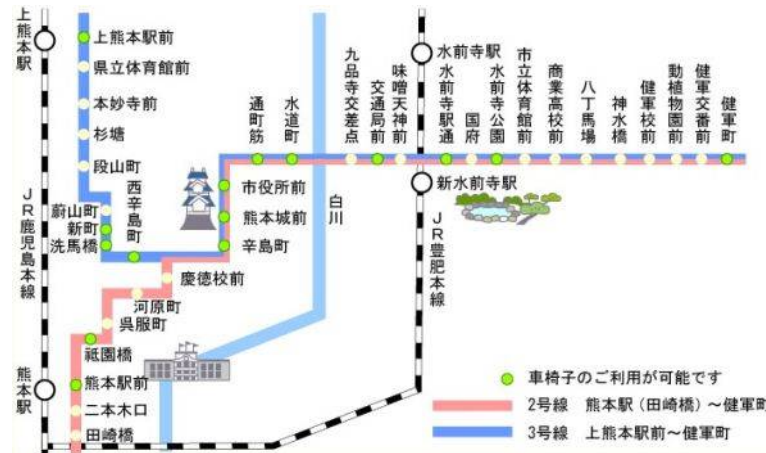 上熊本駅
上熊本駅前
県立体育館前
本妙寺前
杉塘
段山町
蔚山町
新町
洗馬橋
西辛島町
JR鹿児島本線
通町筋
水道町
市役所前
熊本城前
辛島町
慶徳校前
河原町
呉服町
祗園橋
熊本駅前
二本木口
田崎橋
熊本駅
白川
九品寺交差点
交通局前
味噌天神前
水前寺駅
水前寺駅通
国府
水前寺公園
市立体育館前
商業高校前
八丁馬場
神水橋
健軍校前
動植物園前
健軍交番前
健軍町
新水前寺駅
JR豊肥本線
車椅子のご利用が可能です
2号線 熊本駅(田崎橋)~健軍町
3号線 上熊本駅前~健軍町